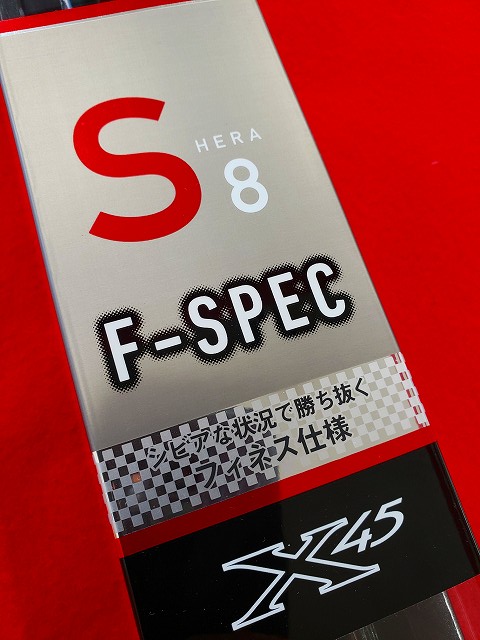 S HERA
8
F-SPEC
シビアな状況で勝ち抜く
フィネス仕様
X45